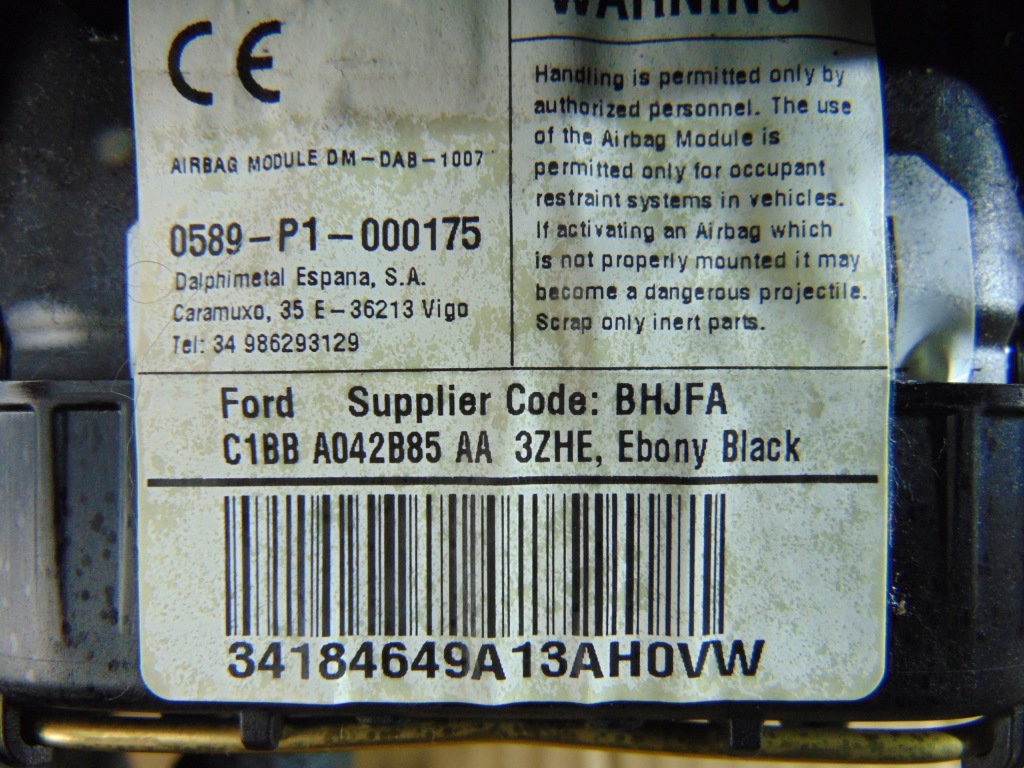 CE
AIRBAG MODULE DM-DAB-1007
0589-P1-000175
Dalphimetal Espana, S.A.
Caramuxo, 35 E-36213 Vigo
Tel: 34 986293129
WARNING
Handling is permitted only by
authorized personnel. The use
of the Airbag Module is
permitted only for occupant
restraint systems in vehicles.
If activating an Airbag which
is not properly mounted it may
become a dangerous projectile.
Scrap only inert parts.
Ford Supplier Code: BHJFA
C1BB A042B85 AA 3ZHE, Ebony Black
34184649A13AH0VW